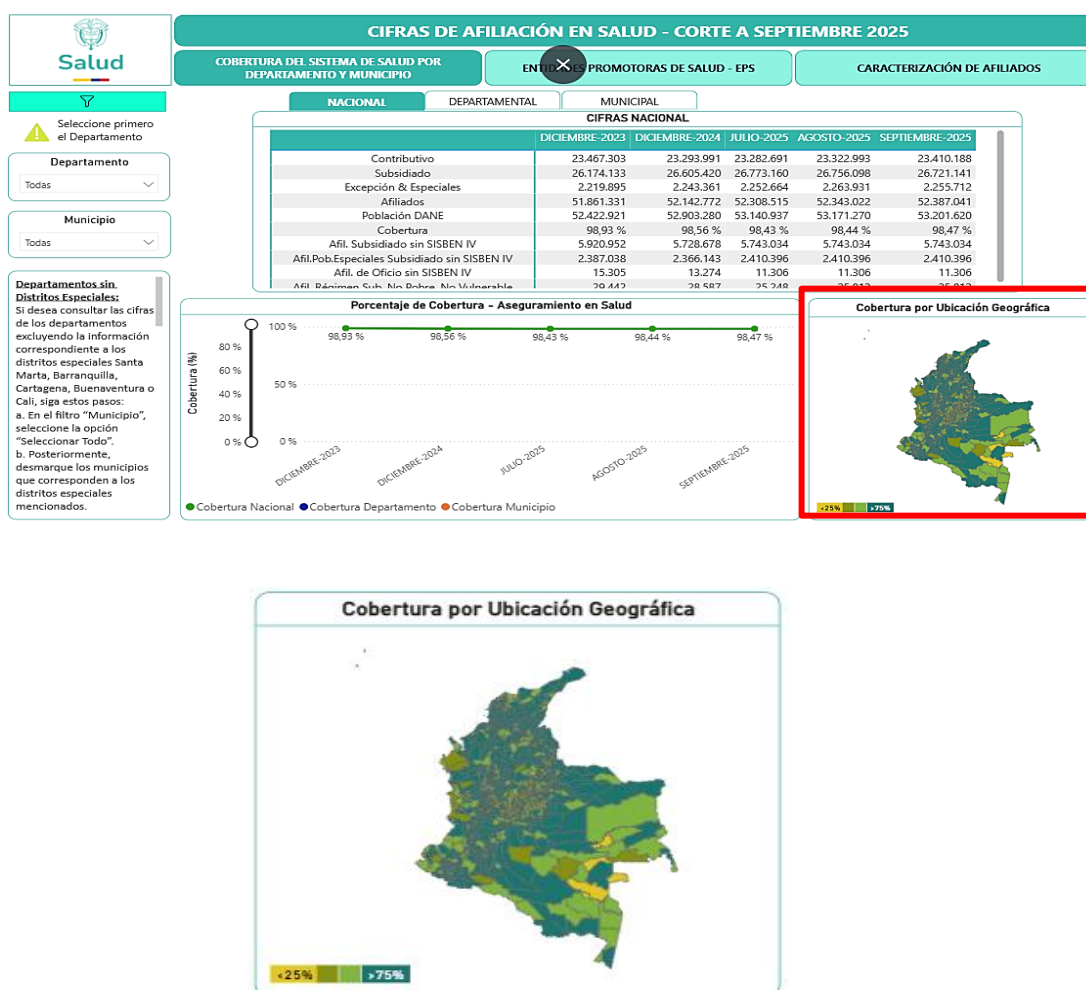 Salud
CIFRAS DE AFILIACIÓN EN SALUD - CORTE A SEPTIEMBRE 2025
COBERTURA DEL SISTEMA DE SALUD POR
DEPARTAMENTO Y MUNICIPIO
PROMOTORAS DE SALUD - EPS
CARACTERIZACIÓN DE AFILIADOS
Seleccione primero
el Departamento
Departamento
Todas
Municipio
Todas
Departamentos sin
Distritos Especiales:
Si desea consultar las cifras
de los departamentos
excluyendo la información
correspondiente a los
distritos especiales Santa
Marta, Barranquilla,
Cartagena, Buenaventura o
Cali, siga estos pasos:
a. En el filtro “Municipio”,
seleccione la opción
“Seleccionar Todo”.
b. Posteriormente,
desmarque los municipios
que corresponden a los
distritos especiales
mencionados.
NACIONAL DEPARTAMENTAL MUNICIPAL
CIFRAS NACIONAL
DICIEMBRE-2023 DICIEMBRE-2024 JULIO-2025 AGOSTO-2025 SEPTIEMBRE-2025
Contributivo 23.467.303 23.293.991 23.282.691 23.322.993 23.410.188
Subsidiado 26.174.133 26.605.420 26.773.160 26.756.098 26.721.141
Excepción & Especiales 2.219.895 2.243.361 2.252.664 2.263.931 2.255.712
Afiliados 51.861.331 52.142.772 52.308.515 52.343.022 52.387.041
Población DANE 52.422.921 52.903.280 53.140.937 53.171.270 53.201.620
Cobertura 98,93 % 98,56 % 98,43 % 98,44 % 98,47 %
Afil. Subsidiado sin SISBEN IV 5.920.952 5.728.678 5.743.034 5.743.034 5.743.034
Afil.Pob.Especiales Subsidiado sin SISBEN IV 2.387.038 2.366.143 2.410.396 2.410.396 2.410.396
Afil. de Oficio sin SISBEN IV 15.305 13.274 11.306 11.306 11.306
Afil. Régimen Sub. No Pobre, No Vulnerable 29.442 28.587 25.248
Porcentaje de Cobertura - Aseguramiento en Salud
Cobertura (%)
80 %
60 %
40 %
20 %
0 %
100 %
50 %
0 %
98,93 % 98,56 % 98,43 % 98,44 % 98,47 %
DICIEMBRE-2023 DICIEMBRE-2024 JULIO-2025 AGOSTO-2025 SEPTIEMBRE-2025
Cobertura Nacional Cobertura Departamento Cobertura Municipio
Cobertura por Ubicación Geográfica
<25% >75%
Cobertura por Ubicación Geográfica
<25% >75%